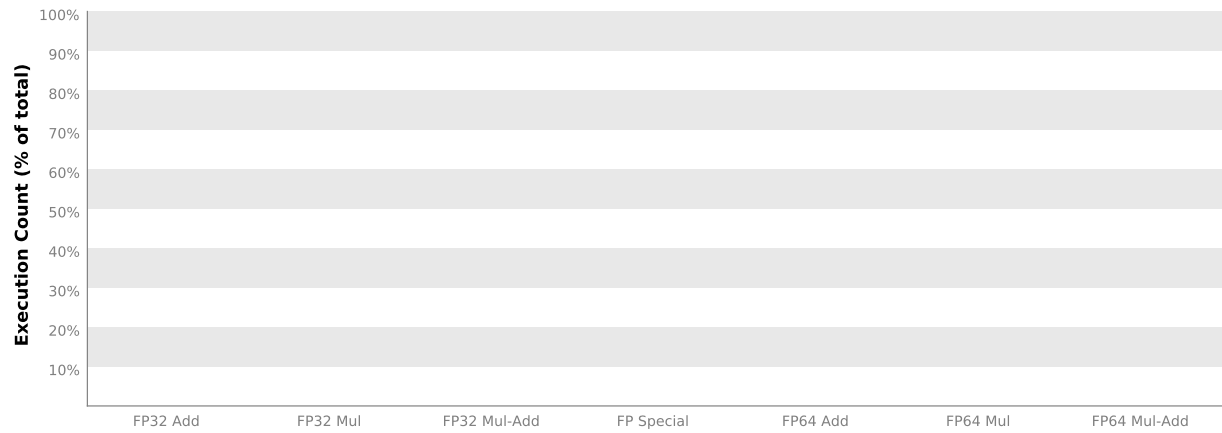 Execution Count (% of total)
100%
90%
80%
70%
60%
50%
40%
30%
20%
10%
FP32 Add
FP32 Mul
FP32 Mul-Add
FP Special
FP64 Add
FP64 Mul
FP64 Mul-Add